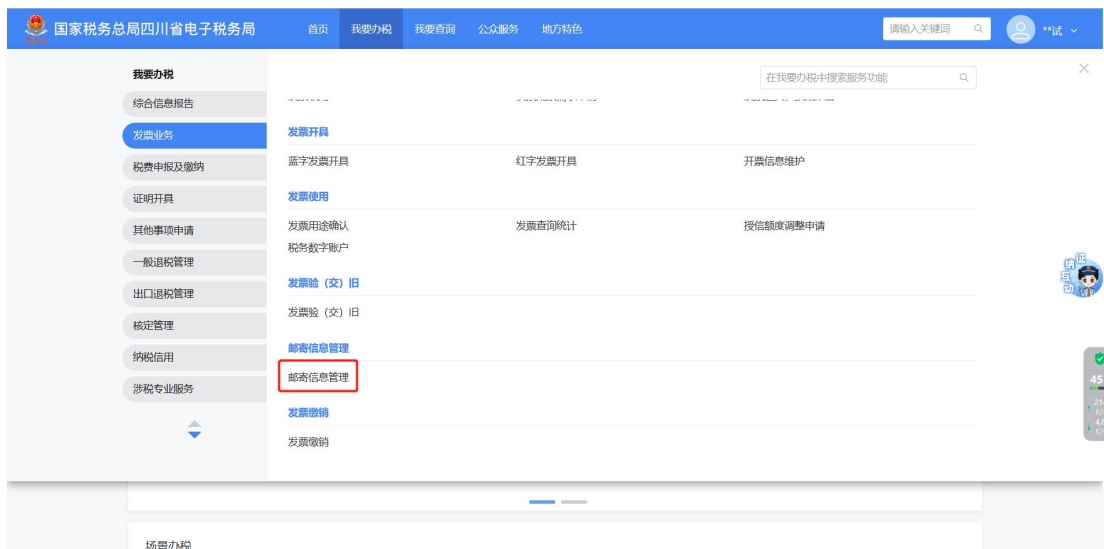 国家税务总局四川省电子税务局 首页 我要办税 我要查询 公众服务 地方特色 请输入关键词 **试
我要办税 在我要办税中搜索服务功能
综合信息报告
发票业务
税费申报及缴纳
证明开具
其他事项申请
一般退税管理
出口退税管理
核定管理
纳税信用
涉税专业服务
发票开具
蓝字发票开具 红字发票开具 开票信息维护
发票使用
发票用途确认 发票查询统计 授信额度调整申请
税务数字账户
发票验（交）旧
发票验（交）旧
邮寄信息管理
邮寄信息管理
发票缴销
发票缴销
征纳互动
45
场景办税